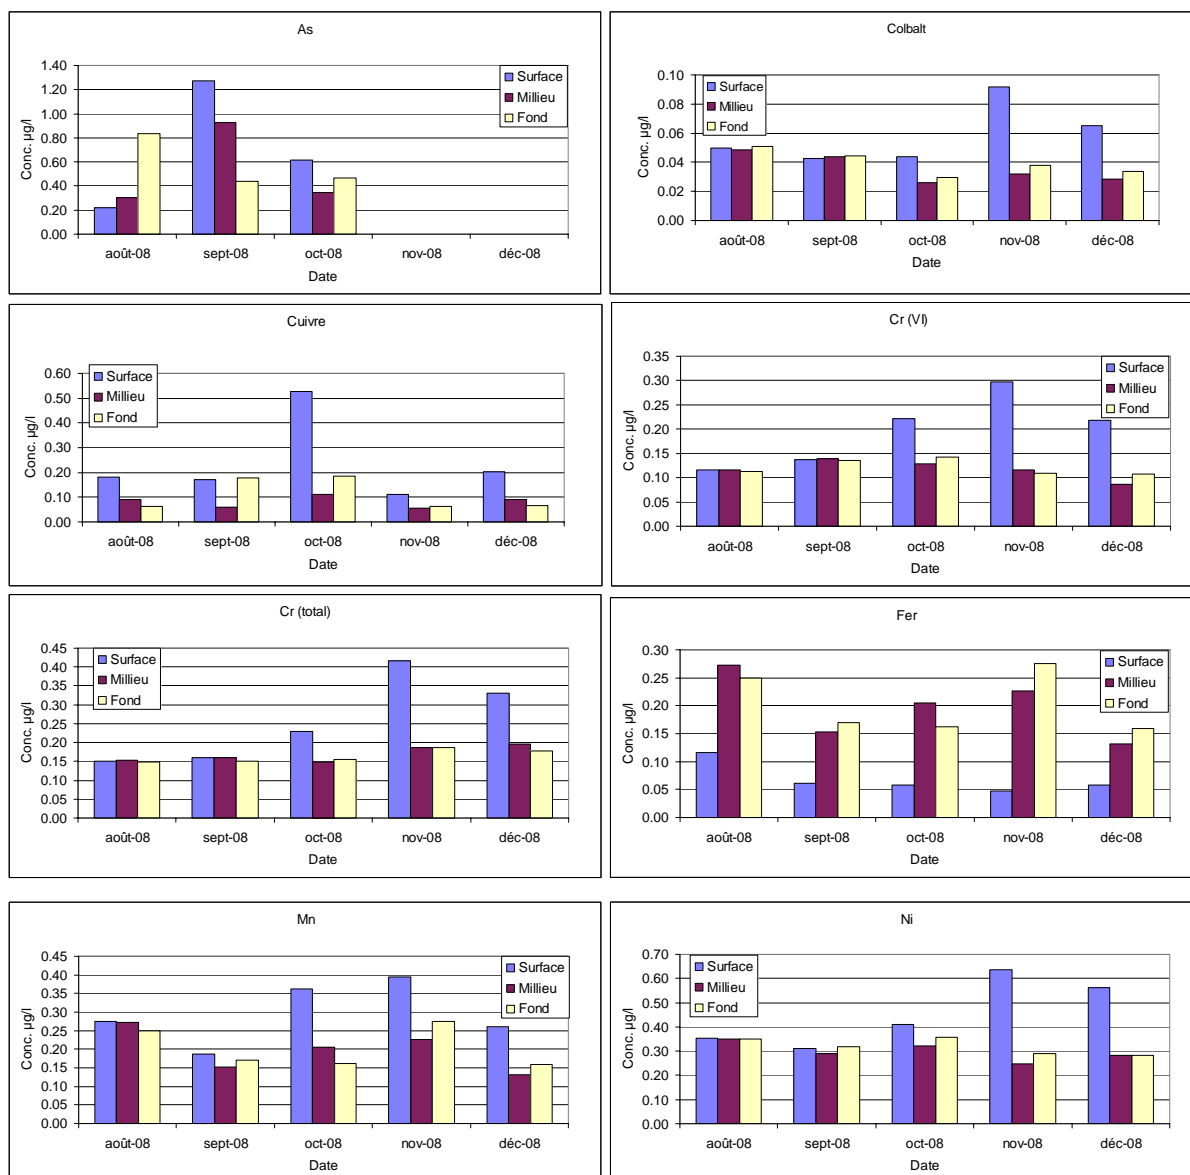 As
1.40
1.20
1.00
0.80
0.60
0.40
0.20
0.00
Conc. µg/l
août-08 sept-08 oct-08 nov-08 déc-08
Date
Surface
Millieu
Fond
Colbalt
0.10
0.08
0.06
0.04
0.02
0.00
Conc. µg/l
août-08 sept-08 oct-08 nov-08 déc-08
Date
Surface
Millieu
Fond
Cuivre
0.60
0.50
0.40
0.30
0.20
0.10
0.00
Conc. µg/l
août-08 sept-08 oct-08 nov-08 déc-08
Date
Surface
Millieu
Fond
Cr (VI)
0.35
0.30
0.25
0.20
0.15
0.10
0.05
0.00
Conc. µg/l
août-08 sept-08 oct-08 nov-08 déc-08
Date
Surface
Millieu
Fond
Cr (total)
0.45
0.40
0.35
0.30
0.25
0.20
0.15
0.10
0.05
0.00
Conc. µg/l
août-08 sept-08 oct-08 nov-08 déc-08
Date
Surface
Millieu
Fond
Fer
0.30
0.25
0.20
0.15
0.10
0.05
0.00
Conc. µg/l
août-08 sept-08 oct-08 nov-08 déc-08
Date
Surface
Millieu
Fond
Mn
0.45
0.40
0.35
0.30
0.25
0.20
0.15
0.10
0.05
0.00
Conc. µg/l
août-08 sept-08 oct-08 nov-08 déc-08
Date
Surface
Millieu
Fond
Ni
0.70
0.60
0.50
0.40
0.30
0.20
0.10
0.00
Conc. µg/l
août-08 sept-08 oct-08 nov-08 déc-08
Date
Surface
Millieu
Fond